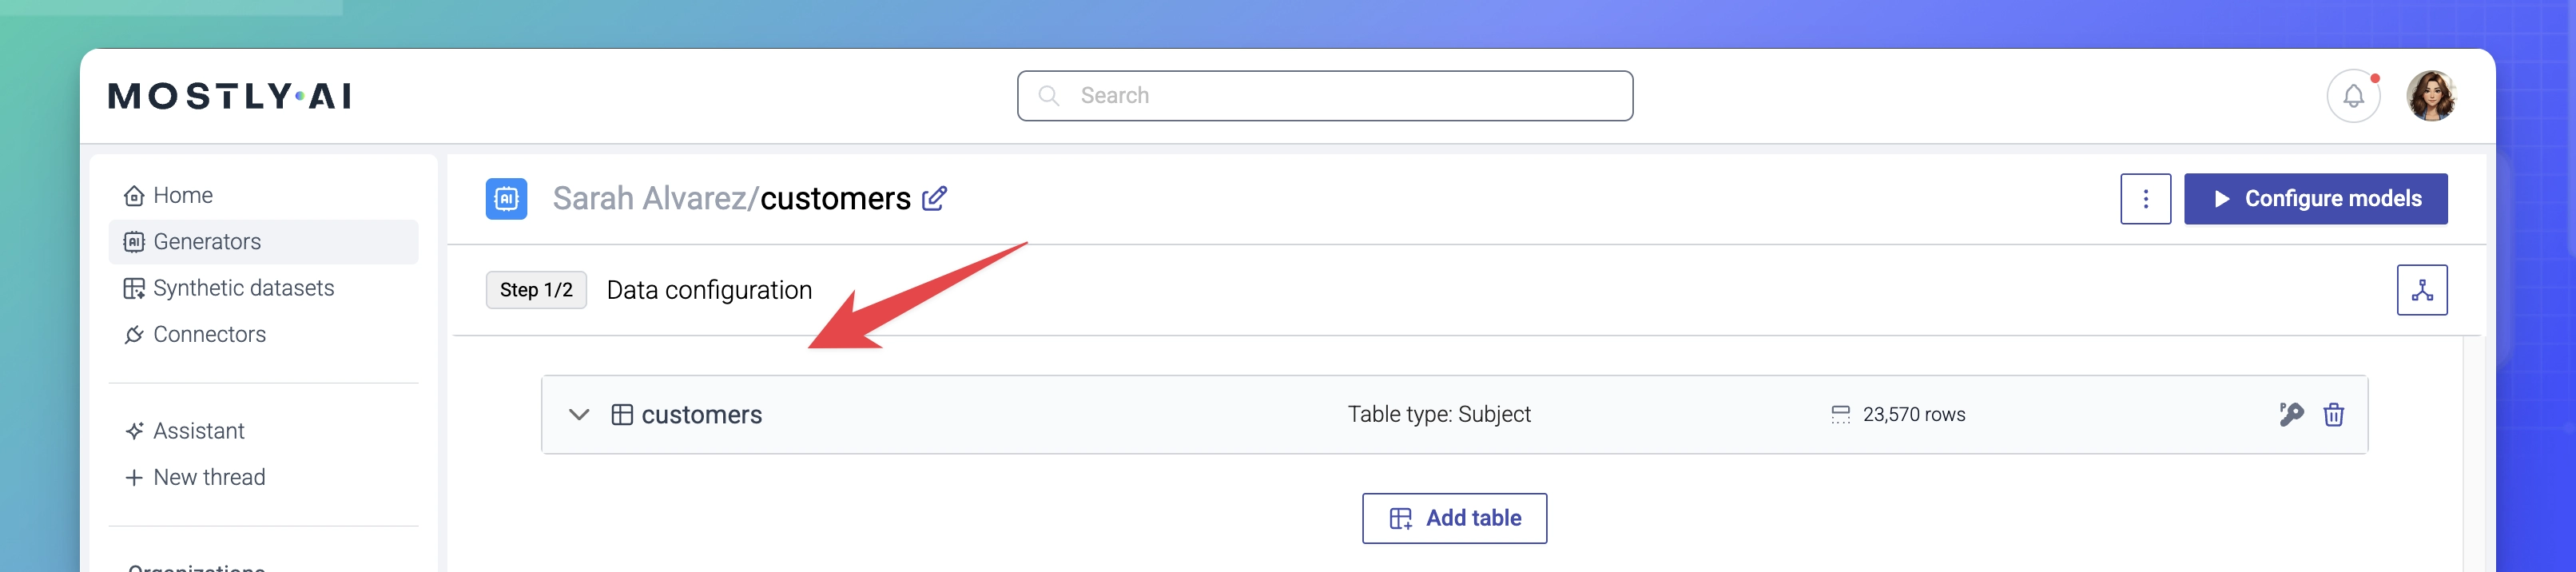 MOSTLY·AI
Search
Home
Generators
Synthetic datasets
Connectors
Assistant
New thread
Organizations
Sarah Alvarez/customers
Configure models
Step 1/2
Data configuration
customers
Table type: Subject
23,570 rows
Add table